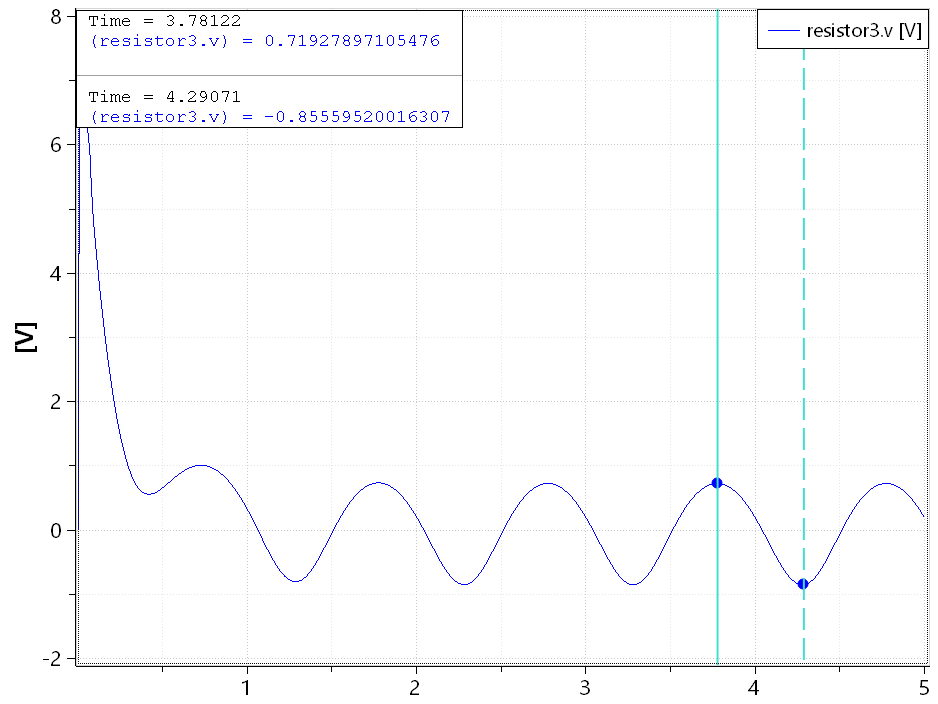 Time = 3.78122
(resistor3.v) = 0.71927897105476
Time = 4.29071
(resistor3.v) = -0.85559520016307
resistor3.v [V]
[V]
8
6
4
2
0
-2
1
2
3
4
5